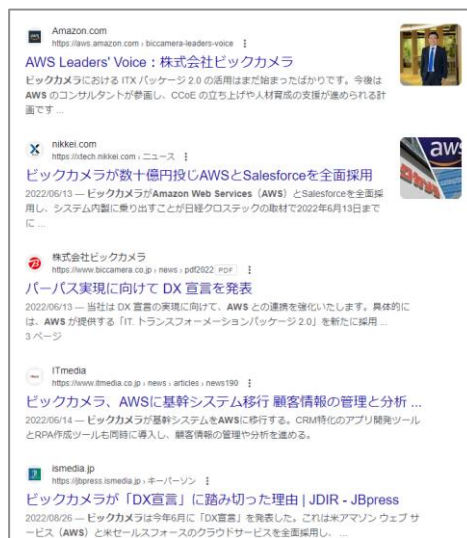 Amazon.com
https://aws.amazon.com › biccamera-leaders-voice
AWS Leaders' Voice：株式会社ビックカメラ
ビックカメラにおける ITX パッケージ 2.0 の活用はまだ始まったばかりです。今後は
AWS のコンサルタントが参画し、CCoE の立ち上げや人材育成の支援が進められる計
画です ...
nikkei.com
https://xtech.nikkei.com › ニュース
ビックカメラが数十億円投じAWSとSalesforceを全面採用
aws
2022/06/13 — ビックカメラがAmazon Web Services（AWS）とSalesforceを全面採
用し、システム内製に乗り出すことが日経クロステックの取材で2022年6月13日まで
に ...
株式会社ビックカメラ
https://www.biccamera.co.jp › news › pdf2022 PDF
パーパス実現に向けて DX 宣言を発表
2022/06/13 — 当社は DX 宣言の実現に向けて、AWS との連携を強化いたします。具体的に
は、AWS が提供する「IT. トランスフォーメーションパッケージ 2.0」を新たに採用 ...
3 ページ
ITmedia
https://www.itmedia.co.jp › news › articles › news190
ビックカメラ、AWSに基幹システム移行 顧客情報の管理と分析 ...
2022/06/14 — ビックカメラが基幹システムをAWSに移行する。CRM特化のアプリ開発ツール
とRPA作成ツールも同時に導入し、顧客情報の管理や分析を進める。
ismedia.jp
https://jbpress.ismedia.jp › キーパーソン
ビックカメラが「DX宣言」に踏み切った理由 | JDIR - JBpress
2022/08/26 — ビックカメラは今年6月に「DX宣言」を発表した。これは米アマゾン ウェブ サ
ービス（AWS）と米セールスフォースのクラウドサービスを全面採用し、 ...